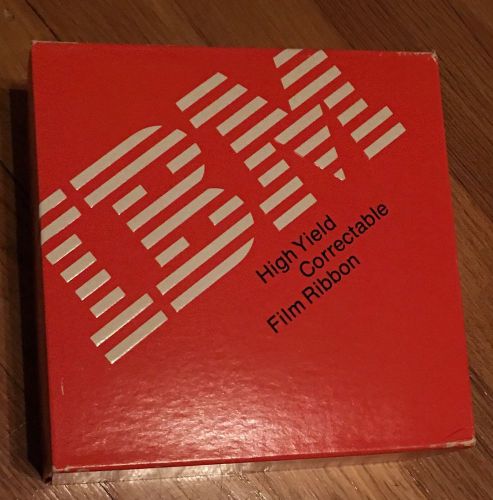 IBM
High Yield
Correctable
Film Ribbon